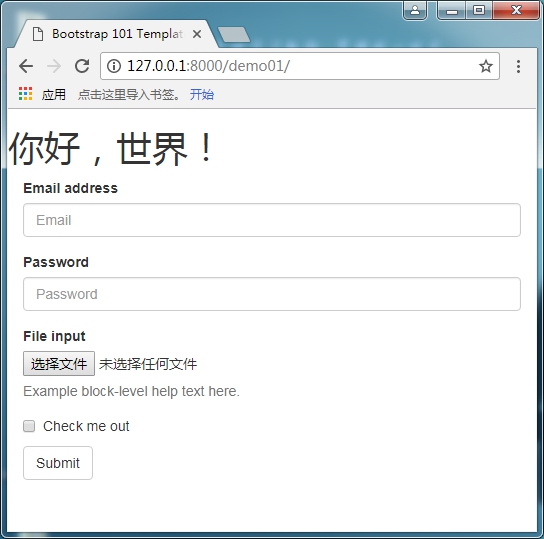 Bootstrap 101 Templat
127.0.0.1:8000/demo01/
应用 点击这里导入书签。 开始
你好，世界！
Email address
Email
Password
Password
File input
选择文件 未选择任何文件
Example block-level help text here.
Check me out
Submit